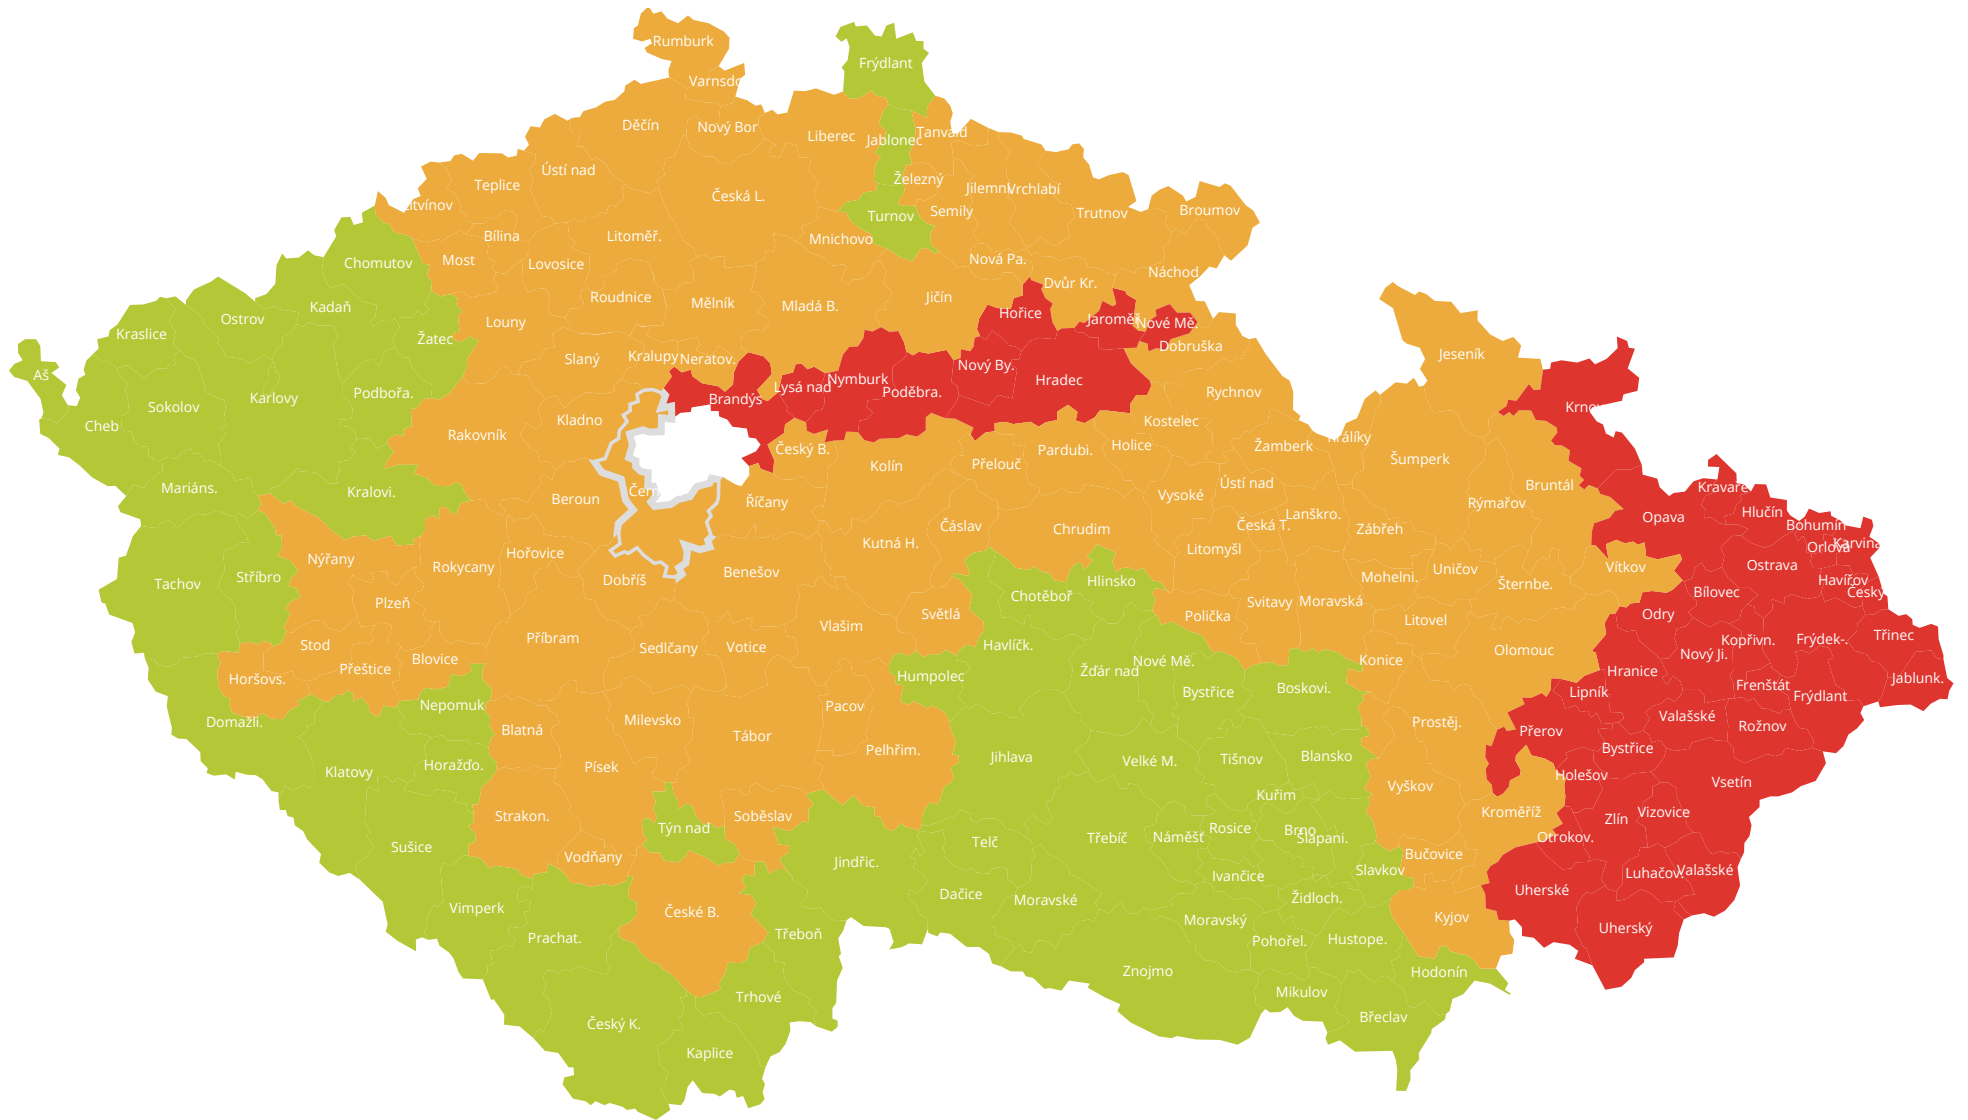 Rumburk
Frýdlant
Varnsdo
Děčín
Nový Bor
Liberec
Jablonec
Tanvald
Ústí nad
Teplice
Železný
Česká L.
Jilemni
Vrchlabí
Litvínov
Semily
Turnov
Trutnov
Broumov
Bílina
Litoměř.
Mnichovo
Most
Lovosice
Nová Pa.
Chomutov
Náchod
Dvůr Kr.
Roudnice
Mělník
Mladá B.
Jičín
Kadaň
Ostrov
Louny
Hořice
Jaroměř
Nové Mě.
Kraslice
Žatec
Dobruška
Slaný
Kralupy
Neratov.
Jeseník
Nový By.
Aš
Lysá nad
Nymburk
Hradec
Podbořa.
Poděbra.
Rychnov
Karlovy
Brandýs
Sokolov
Krnov
Kladno
Kostelec
Cheb
Rakovník
Králíky
Holice
Žamberk
Český B.
Pardubi.
Šumperk
Kolín
Přelouč
Mariáns.
Kralovi.
Čern
Ústí nad
Bruntál
Kravaře
Beroun
Říčany
Vysoké
Rýmařov
Hlučín
Lanškro.
Opava
Čáslav
Chrudim
Česká T.
Zábřeh
Bohumín
Kutná H.
Orlová
Karviná
Hořovice
Litomyšl
Nýřany
Rokycany
Ostrava
Vítkov
Uničov
Benešov
Stříbro
Mohelni.
Tachov
Dobříš
Hlinsko
Šternbe.
Havířov
Chotěboř
Bílovec
Český
Plzeň
Svitavy
Moravská
Světlá
Polička
Odry
Litovel
Vlašim
Příbram
Třinec
Kopřivn.
Frýdek-.
Stod
Havlíčk.
Sedlčany
Votice
Olomouc
Nový Ji.
Blovice
Konice
Nové Mě.
Přeštice
Žďár nad
Hranice
Horšovs.
Humpolec
Jablunk.
Frenštát
Boskovi.
Bystřice
Lipník
Frýdlant
Nepomuk
Pacov
Valašské
Milevsko
Domažli.
Prostěj.
Rožnov
Blatná
Přerov
Tábor
Bystřice
Pelhřim.
Jihlava
Blansko
Tišnov
Velké M.
Horažďo.
Písek
Klatovy
Holešov
Vsetín
Vyškov
Kuřim
Kroměříž
Vizovice
Strakon.
Soběslav
Zlín
Týn nad
Rosice
Brno
Náměšť
Třebíč
Šlapani.
Otrokov.
Telč
Sušice
Bučovice
Vodňany
Jindřic.
Slavkov
Valašské
Luhačov.
Ivančice
Uherské
Dačice
Židloch.
Moravské
Vimperk
České B.
Kyjov
Moravský
Uherský
Třeboň
Prachat.
Hustope.
Pohořel.
Znojmo
Hodonín
Mikulov
Trhové
Břeclav
Český K.
Kaplice